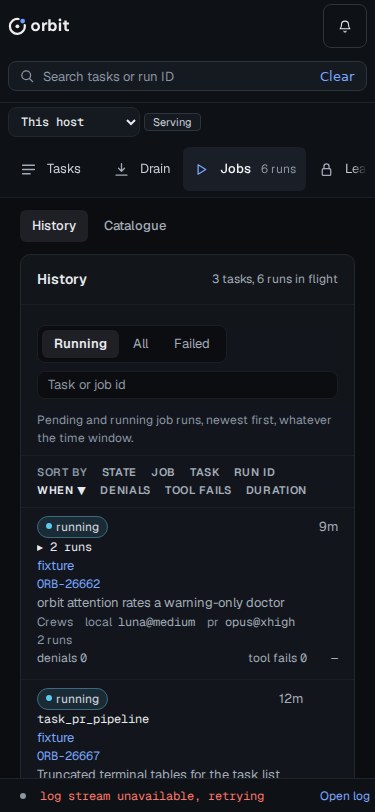 orbit
Search tasks or run ID Clear
This host Serving
Tasks Drain Jobs 6 runs Lea
History Catalogue
History 3 tasks, 6 runs in flight
Running All Failed
Task or job id
Pending and running job runs, newest first, whatever
the time window.
SORT BY STATE JOB TASK RUN ID
WHEN ▼ DENIALS TOOL FAILS DURATION
running 9m
▸ 2 runs
fixture
ORB-26662
orbit attention rates a warning-only doctor
Crews local luna@medium pr opus@xhigh
2 runs
denials 0 tool fails 0 –
running 12m
task_pr_pipeline
fixture
ORB-26667
Truncated terminal tables for the task list
log stream unavailable, retrying Open log